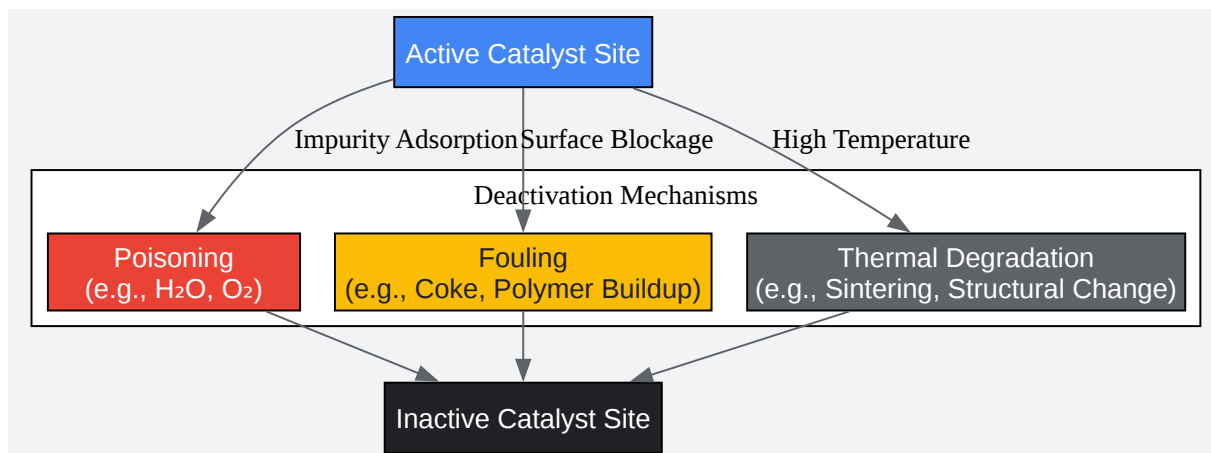 Active Catalyst Site
Impurity Adsorption
Surface Blockage
High Temperature
Deactivation Mechanisms
Poisoning
(e.g., H₂O, O₂)
Fouling
(e.g., Coke, Polymer Buildup)
Thermal Degradation
(e.g., Sintering, Structural Change)
Inactive Catalyst Site